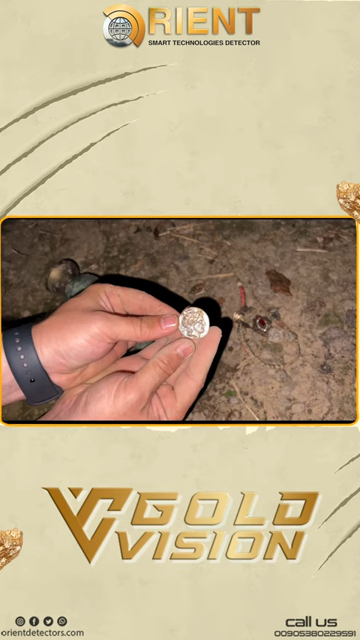 ORIENT
SMART TECHNOLOGIES DETECTOR
GOLD
VISION
orientdetectors.com
call us
00905380229591